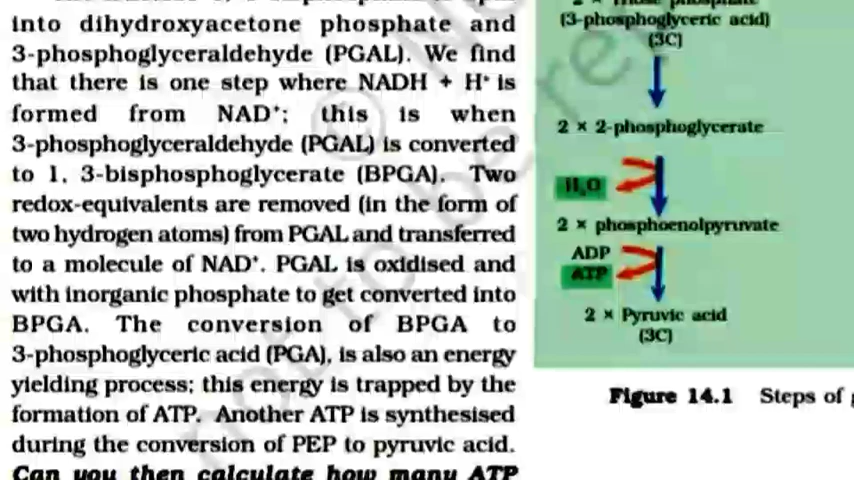 into dihydroxyacetone phosphate and
3-phosphoglyceraldehyde (PGAL). We find
that there is one step where NADH + H⁺ is
formed from NAD⁺; this is when
3-phosphoglyceraldehyde (PGAL) is converted
to 1, 3-bisphosphoglycerate (BPGA). Two
redox-equivalents are removed (in the form of
two hydrogen atoms) from PGAL and transferred
to a molecule of NAD⁺. PGAL is oxidised and
with inorganic phosphate to get converted into
BPGA. The conversion of BPGA to
3-phosphoglyceric acid (PGA), is also an energy
yielding process; this energy is trapped by the
formation of ATP. Another ATP is synthesised
during the conversion of PEP to pyruvic acid.
Can you then calculate how many ATP
(3-phosphoglyceric acid)
(3C)
2 × 2-phosphoglycerate
H₂O
2 × phosphoenolpyruvate
ADP
ATP
2 × Pyruvic acid
(3C)
Figure 14.1 Steps of
not to be re